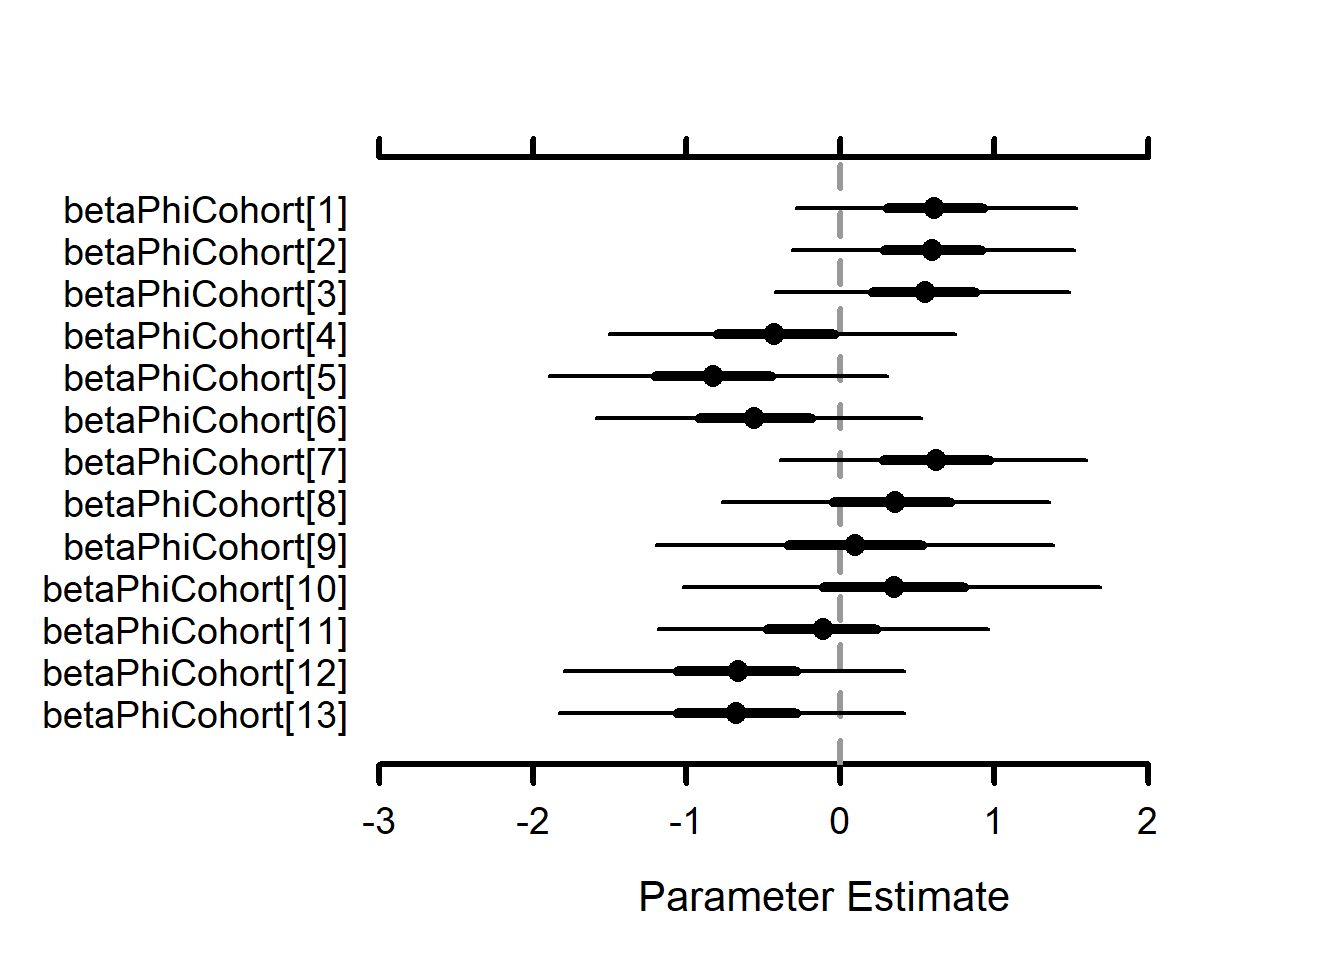 betaPhiCohort[1]
betaPhiCohort[2]
betaPhiCohort[3]
betaPhiCohort[4]
betaPhiCohort[5]
betaPhiCohort[6]
betaPhiCohort[7]
betaPhiCohort[8]
betaPhiCohort[9]
betaPhiCohort[10]
betaPhiCohort[11]
betaPhiCohort[12]
betaPhiCohort[13]
-3 -2 -1 0 1 2
Parameter Estimate